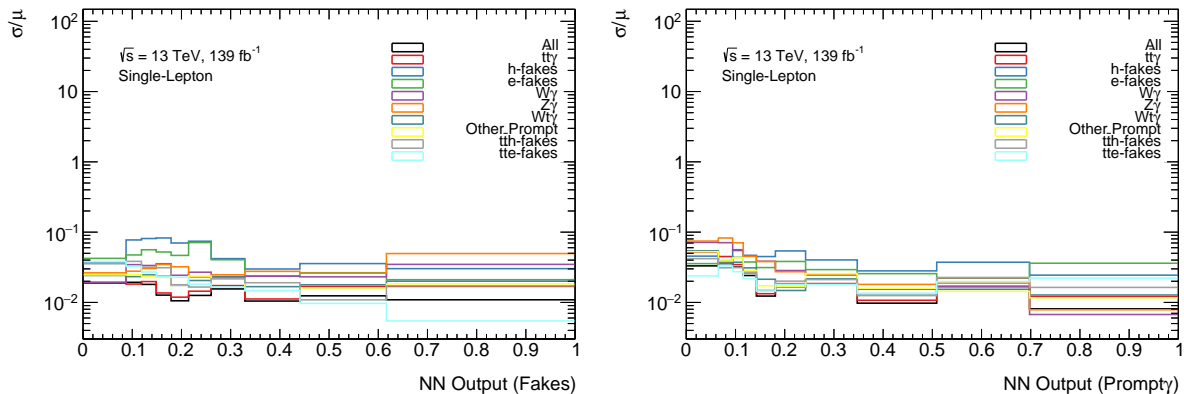 σ/μ
10²
10
1
10⁻¹
10⁻²
√s = 13 TeV, 139 fb⁻¹
Single-Lepton
All
ttγ
h-fakes
e-fakes
Wγ
Zγ
Wtγ
Other Prompt
tth-fakes
tte-fakes
0 0.1 0.2 0.3 0.4 0.5 0.6 0.7 0.8 0.9 1
NN Output (Fakes)
σ/μ
10²
10
1
10⁻¹
10⁻²
√s = 13 TeV, 139 fb⁻¹
Single-Lepton
All
ttγ
h-fakes
e-fakes
Wγ
Zγ
Wtγ
Other Prompt
tth-fakes
tte-fakes
0 0.1 0.2 0.3 0.4 0.5 0.6 0.7 0.8 0.9 1
NN Output (Promptγ)